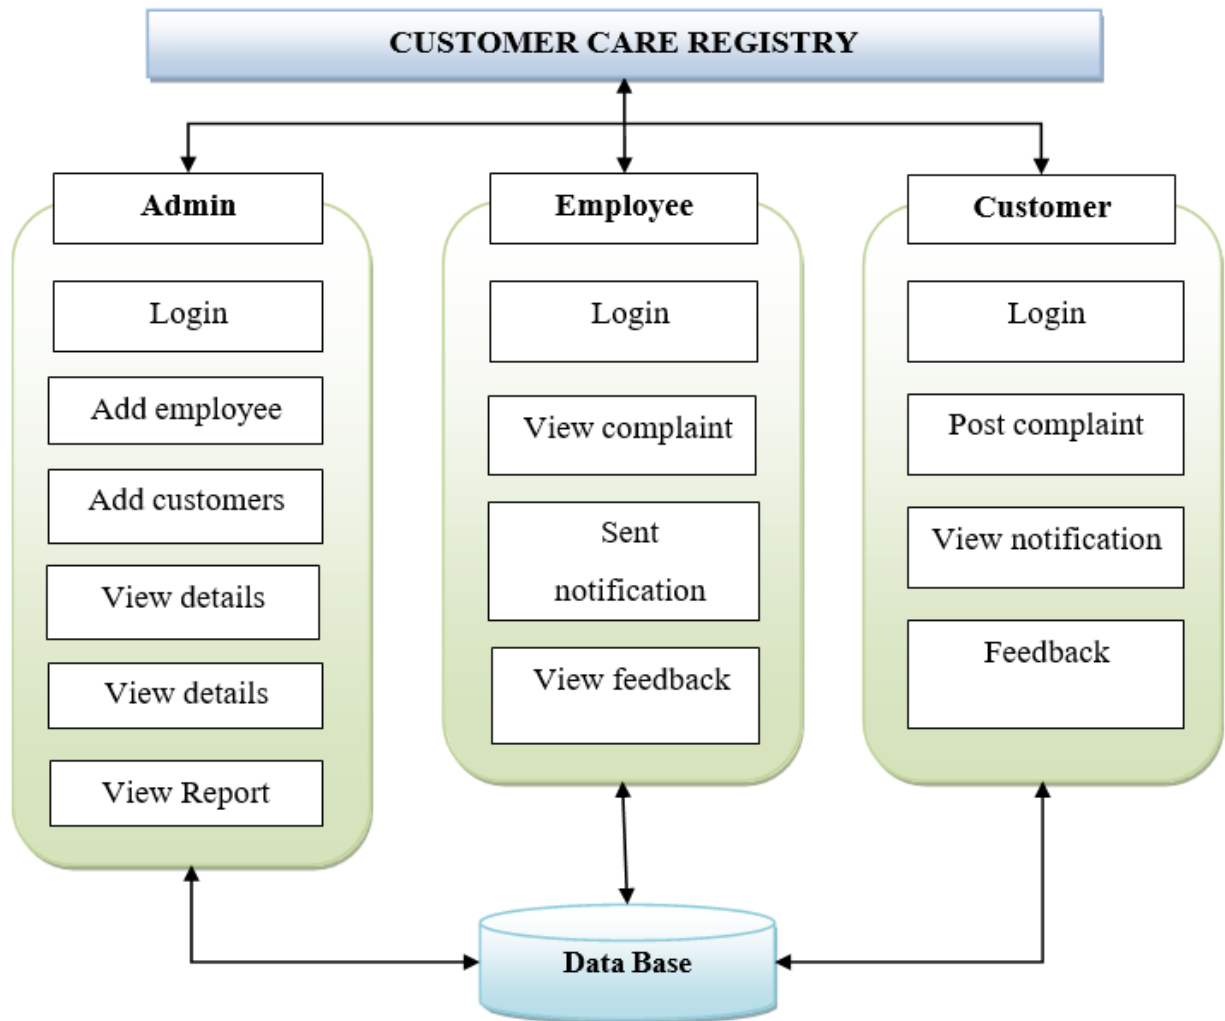 CUSTOMER CARE REGISTRY
Admin
Login
Add employee
Add customers
View details
View details
View Report
Employee
Login
View complaint
Sent
notification
View feedback
Customer
Login
Post complaint
View notification
Feedback
Data Base